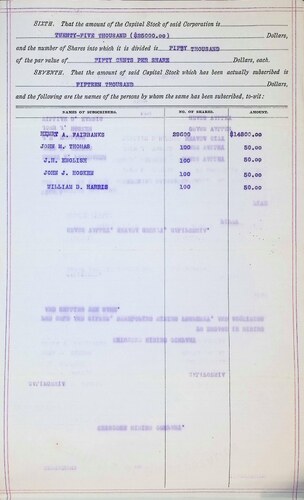 SIXTH. That the amount of the Capital Stock of said Corporation is
TWENTY-FIVE THOUSAND ($25000.00) Dollars,
and the number of Shares into which it is divided is FIFTY THOUSAND
of the par value of FIFTY CENTS PER SHARE Dollars, each.
SEVENTH. That the amount of said Capital Stock which has been actually subscribed is
FIFTEEN THOUSAND Dollars,
and the following are the names of the persons by whom the same has been subscribed, to-wit:
NAMES OF SUBSCRIBERS. NO. OF SHARES. AMOUNT.
HENRY A. FAIRBANKS $14800.00
JOHN M. THOMAS 100 50.00
J.H. ENGLISH 100 50.00
JOHN J. 100 50.00
WILLIAM D. HARRIS 100 50.00